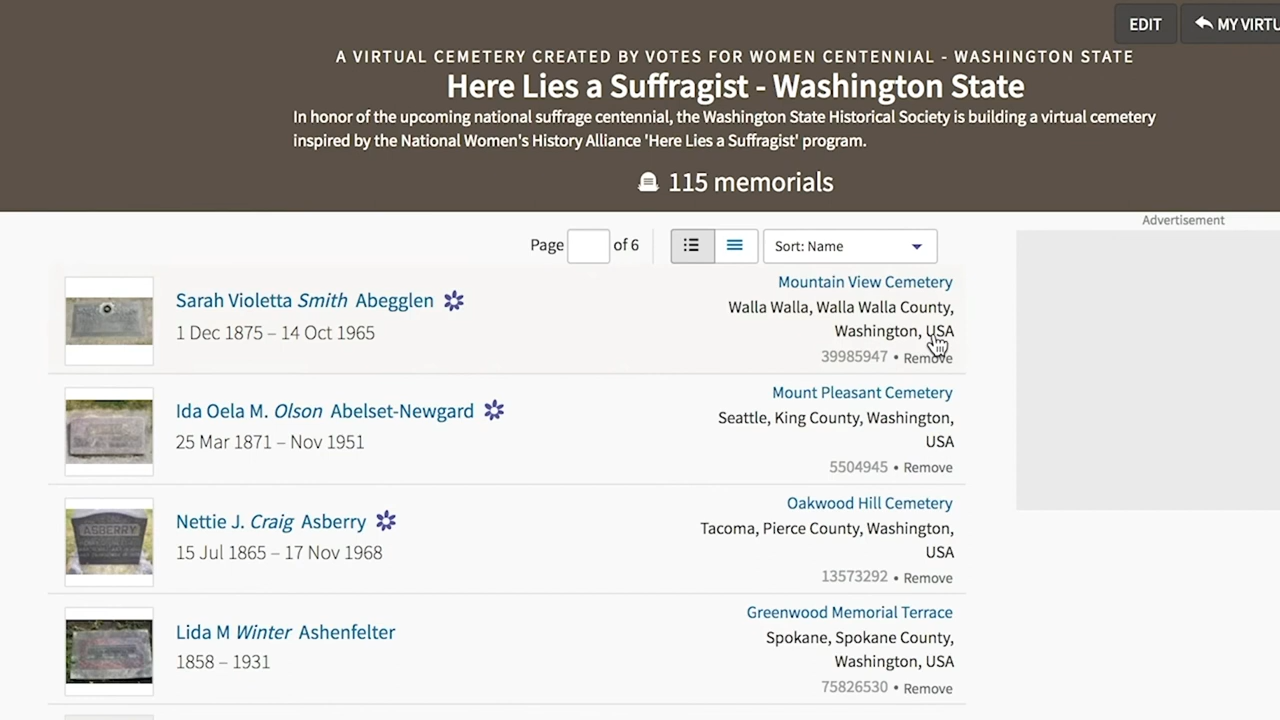 EDIT
MY VIRTU
A VIRTUAL CEMETERY CREATED BY VOTES FOR WOMEN CENTENNIAL - WASHINGTON STATE
Here Lies a Suffragist - Washington State
In honor of the upcoming national suffrage centennial, the Washington State Historical Society is building a virtual cemetery
inspired by the National Women's History Alliance 'Here Lies a Suffragist' program.
115 memorials
Advertisement
Page of 6
Sort: Name
Sarah Violetta Smith Abegglen
1 Dec 1875 – 14 Oct 1965
Mountain View Cemetery
Walla Walla, Walla Walla County,
Washington, USA
39985947 • Remove
Ida Oela M. Olson Abelset-Newgard
25 Mar 1871 – Nov 1951
Mount Pleasant Cemetery
Seattle, King County, Washington,
USA
5504945 • Remove
ASBERRY
Nettie J. Craig Asberry
15 Jul 1865 – 17 Nov 1968
Oakwood Hill Cemetery
Tacoma, Pierce County, Washington,
USA
13573292 • Remove
Lida M Winter Ashenfelter
1858 – 1931
Greenwood Memorial Terrace
Spokane, Spokane County,
Washington, USA
75826530 • Remove